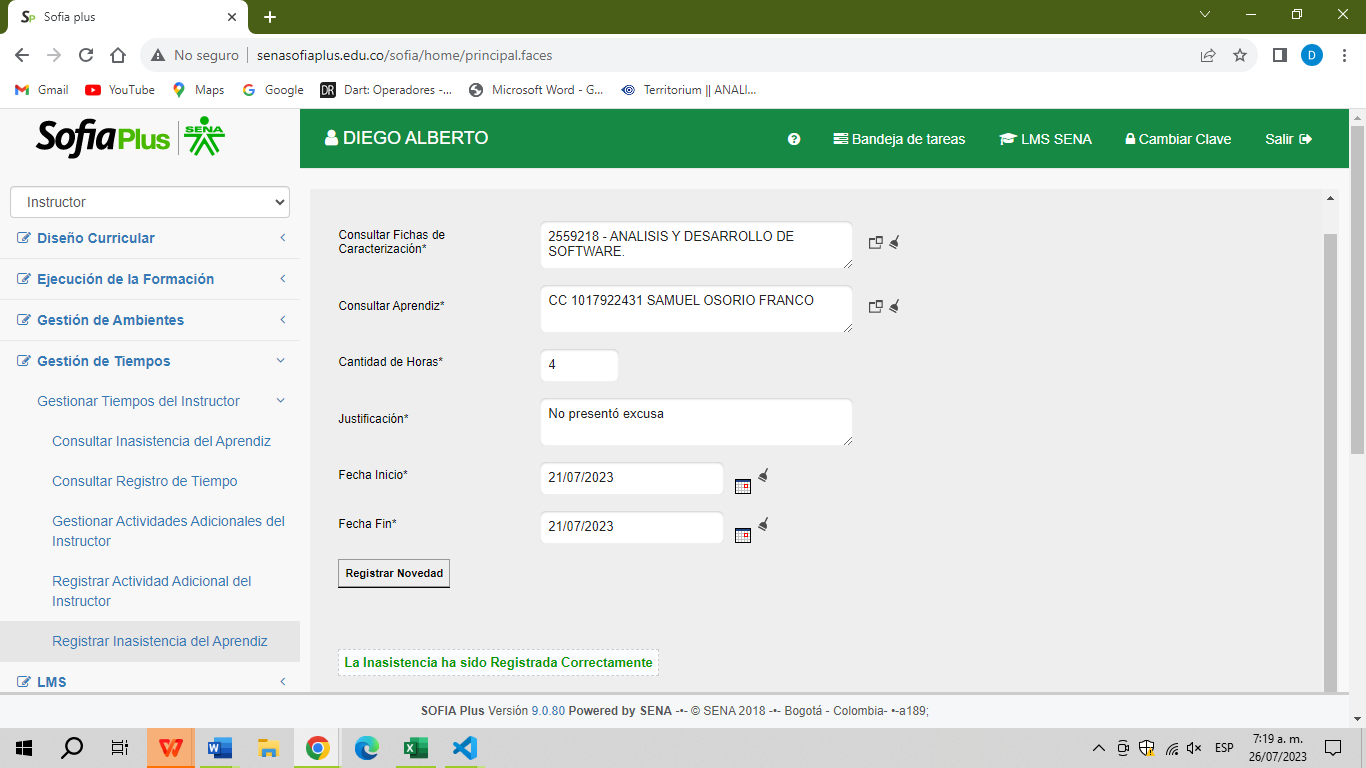 Sofia plus
No seguro
senasofiaplus.edu.co/sofia/home/principal.faces
D
Gmail
YouTube
Maps
Google
DR Dart: Operadores -...
Microsoft Word - G...
Territorium || ANALI...
Sofia Plus SENA
DIEGO ALBERTO
Bandeja de tareas
LMS SENA
Cambiar Clave
Salir
Instructor
Diseño Curricular
Ejecución de la Formación
Gestión de Ambientes
Gestión de Tiempos
Gestionar Tiempos del Instructor
Consultar Inasistencia del Aprendiz
Consultar Registro de Tiempo
Gestionar Actividades Adicionales del
Instructor
Registrar Actividad Adicional del
Instructor
Registrar Inasistencia del Aprendiz
LMS
Consultar Fichas de
Caracterización*
2559218 - ANALISIS Y DESARROLLO DE
SOFTWARE.
Consultar Aprendiz*
CC 1017922431 SAMUEL OSORIO FRANCO
Cantidad de Horas*
4
Justificación*
No presentó excusa
Fecha Inicio*
21/07/2023
Fecha Fin*
21/07/2023
Registrar Novedad
La Inasistencia ha sido Registrada Correctamente
SOFIA Plus Versión 9.0.80 Powered by SENA -•- © SENA 2018 -•- Bogotá - Colombia- •-a189;
ESP
7:19 a. m.
26/07/2023